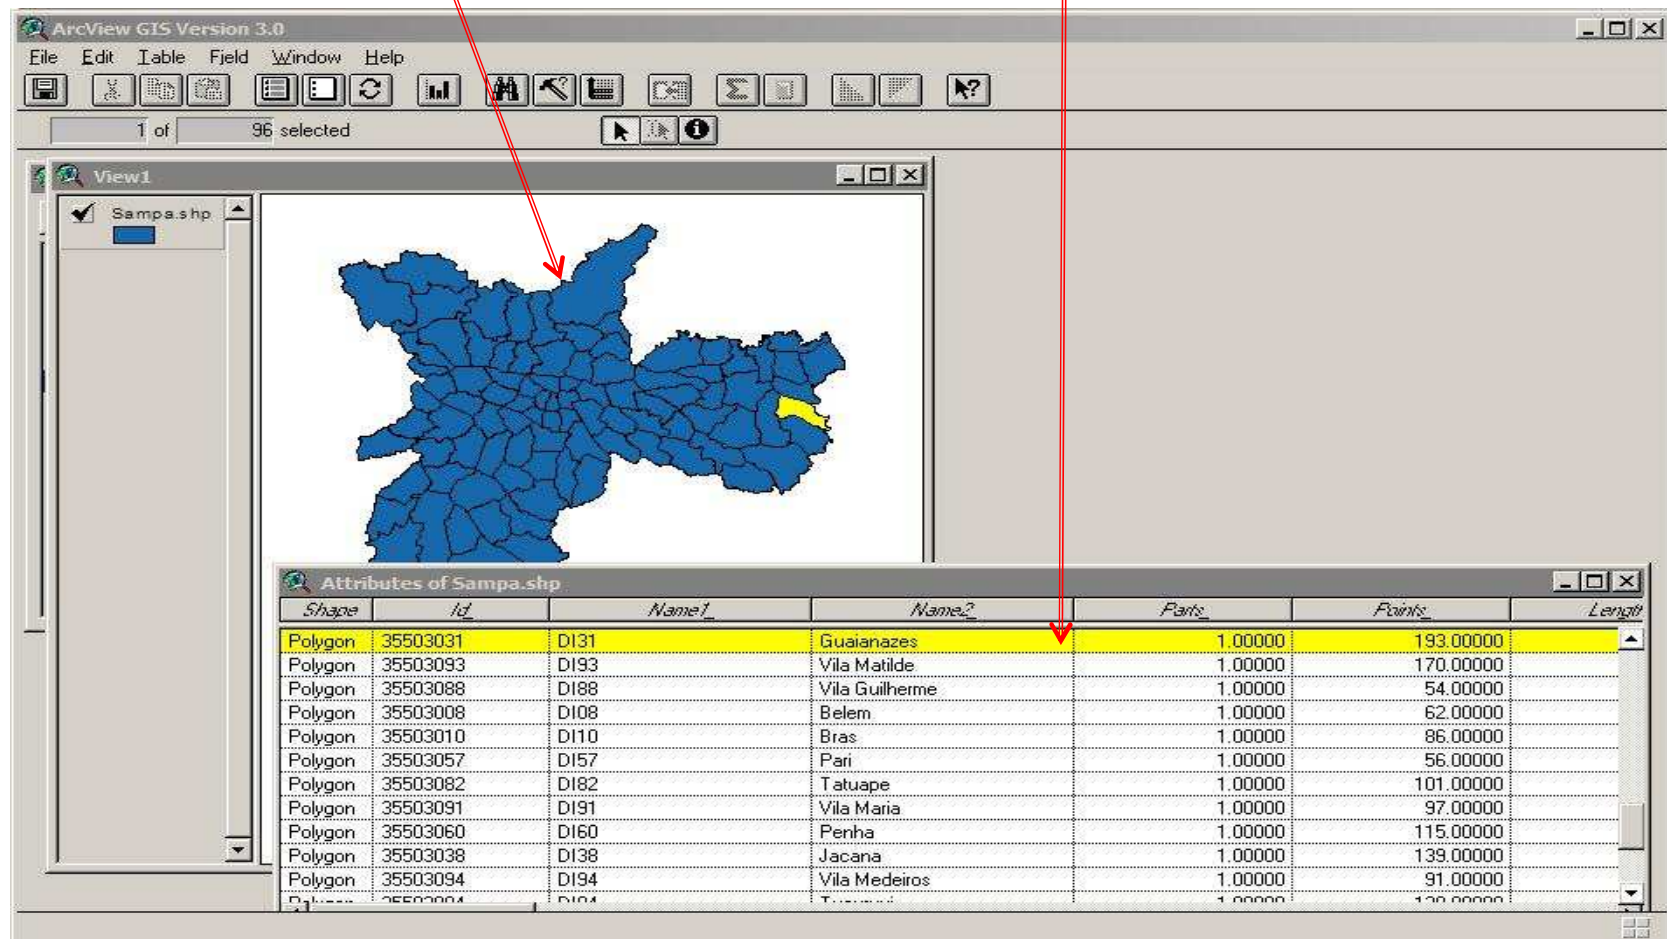 ArcView GIS Version 3.0
File Edit Table Field Window Help
1 of 96 selected
View1
Sampa.shp
Attributes of Sampa.shp
Shape Id_ Name1_ Name2_ Parts_ Points_
Polygon 35503031 DI31 Guaianazes 1.00000 193.00000
Polygon 35503093 DI93 Vila Matilde 1.00000 170.00000
Polygon 35503088 DI88 Vila Guilherme 1.00000 54.00000
Polygon 35503008 DI08 Belem 1.00000 62.00000
Polygon 35503010 DI10 Bras 1.00000 86.00000
Polygon 35503057 DI57 Pari 1.00000 56.00000
Polygon 35503082 DI82 Tatuape 1.00000 101.00000
Polygon 35503091 DI91 Vila Maria 1.00000 97.00000
Polygon 35503060 DI60 Penha 1.00000 115.00000
Polygon 35503038 DI38 Jacana 1.00000 139.00000
Polygon 35503094 DI94 Vila Medeiros 1.00000 91.00000